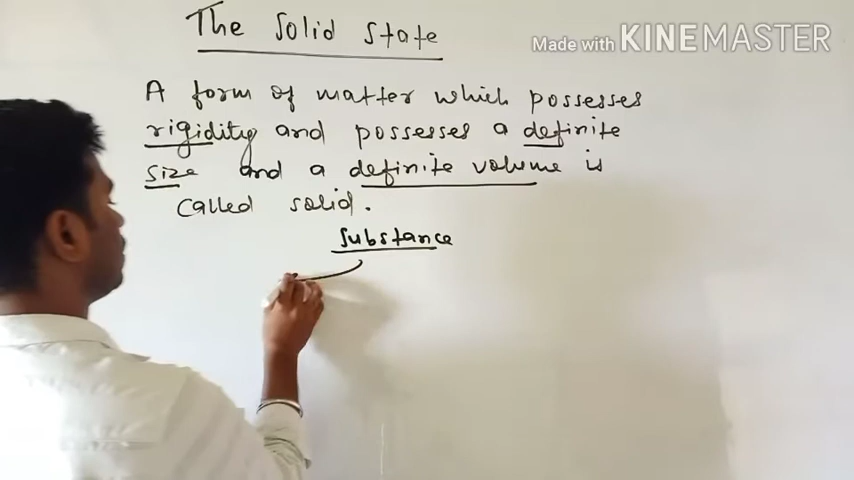 The Solid State
Made with KINEMASTER
A form of matter which possesses
rigidity and possesses a definite
size and a definite volume is
called solid.
Substance